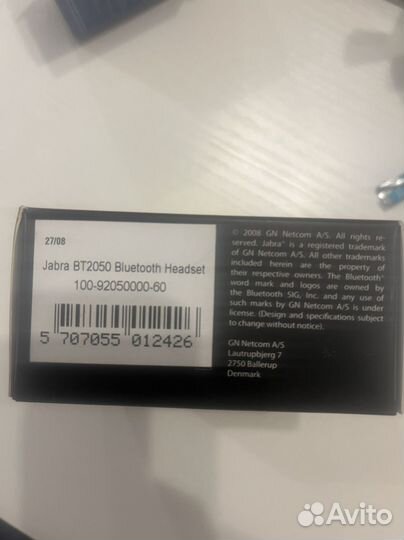 27/08
Jabra BT2050 Bluetooth Headset
100-92050000-60
5 707055 012426
© 2008 GN Netcom A/S. All rights re-
served. Jabra® is a registered trademark
of GN Netcom A/S. All other trademarks
included herein are the property of
their respective owners. The Bluetooth®
word mark and logos are owned by
the Bluetooth SIG, Inc. and any use of
such marks by GN Netcom A/S is under
license. (Design and specifications subject
to change without notice).
GN Netcom A/S
Lautrupbjerg 7
2750 Ballerup
Denmark
Avito